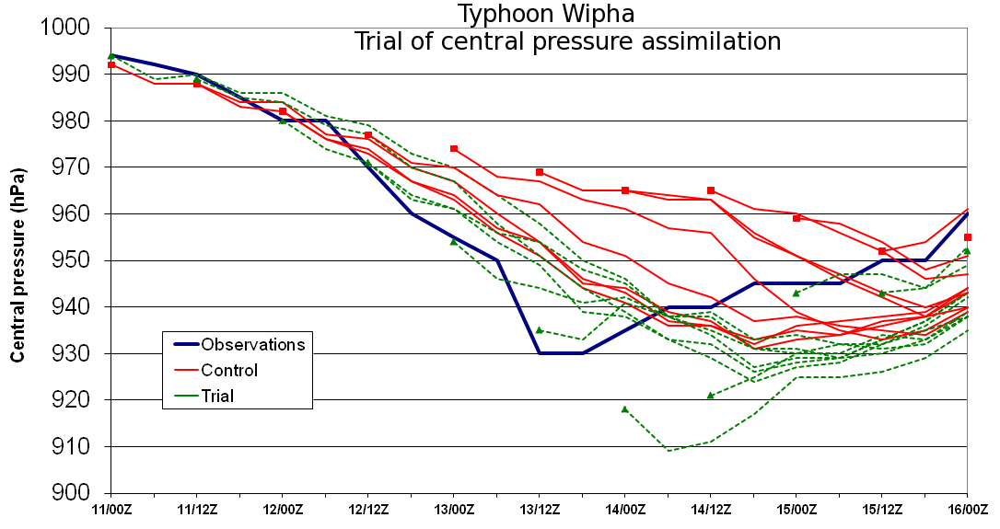 Typhoon Wipha
Trial of central pressure assimilation
Central pressure (hPa)
1000
990
980
970
960
950
940
930
920
910
900
Observations
Control
Trial
11/00Z 11/12Z 12/00Z 12/12Z 13/00Z 13/12Z 14/00Z 14/12Z 15/00Z 15/12Z 16/00Z